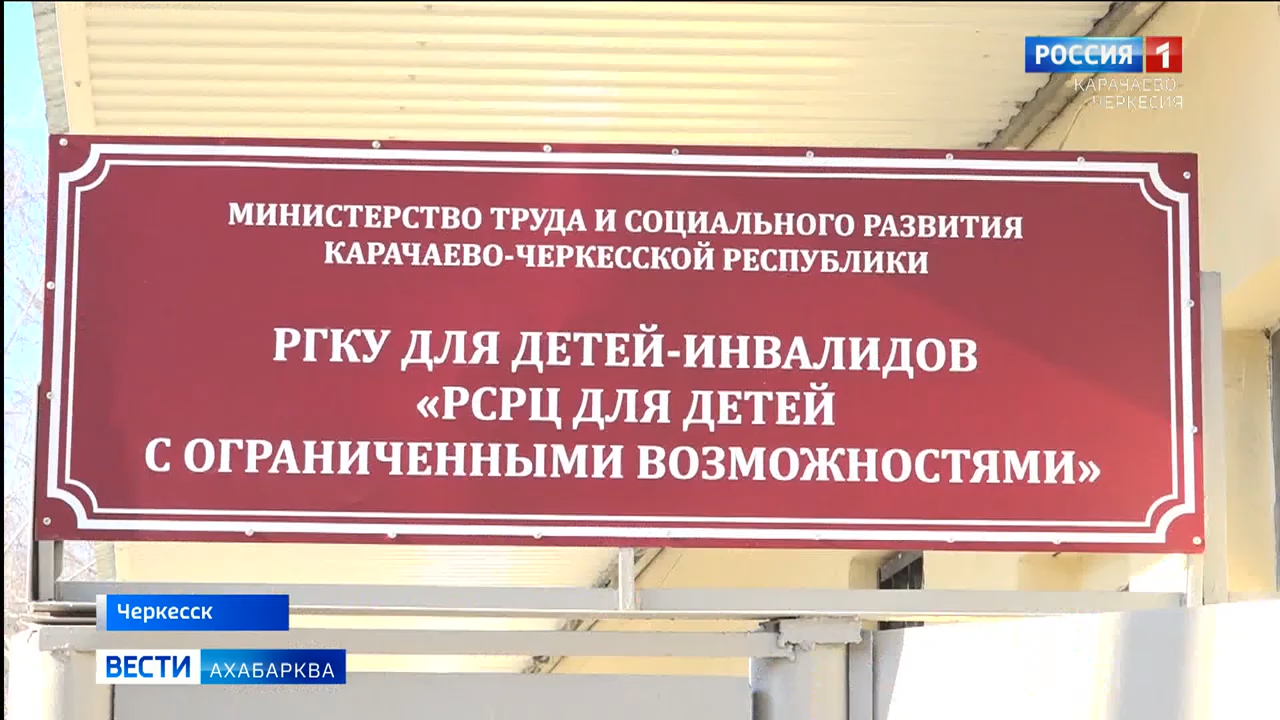 РОССИЯ 1
КАРАЧАЕВО
ЧЕРКЕСИЯ
МИНИСТЕРСТВО ТРУДА И СОЦИАЛЬНОГО РАЗВИТИЯ
КАРАЧАЕВО-ЧЕРКЕССКОЙ РЕСПУБЛИКИ
РГКУ ДЛЯ ДЕТЕЙ-ИНВАЛИДОВ
«РСРЦ ДЛЯ ДЕТЕЙ
С ОГРАНИЧЕННЫМИ ВОЗМОЖНОСТЯМИ»
Черкесск
ВЕСТИ АХАБАРКВА